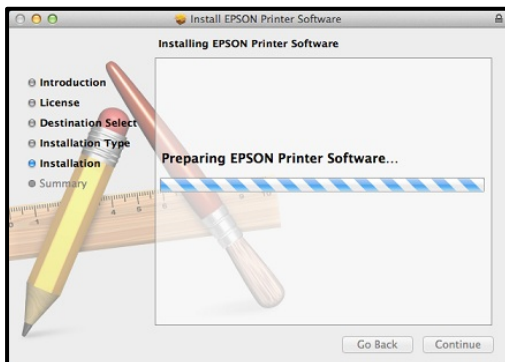 Install EPSON Printer Software
Installing EPSON Printer Software
Introduction
License
Destination Select
Installation Type
Installation
Summary
Preparing EPSON Printer Software...
Go Back
Continue